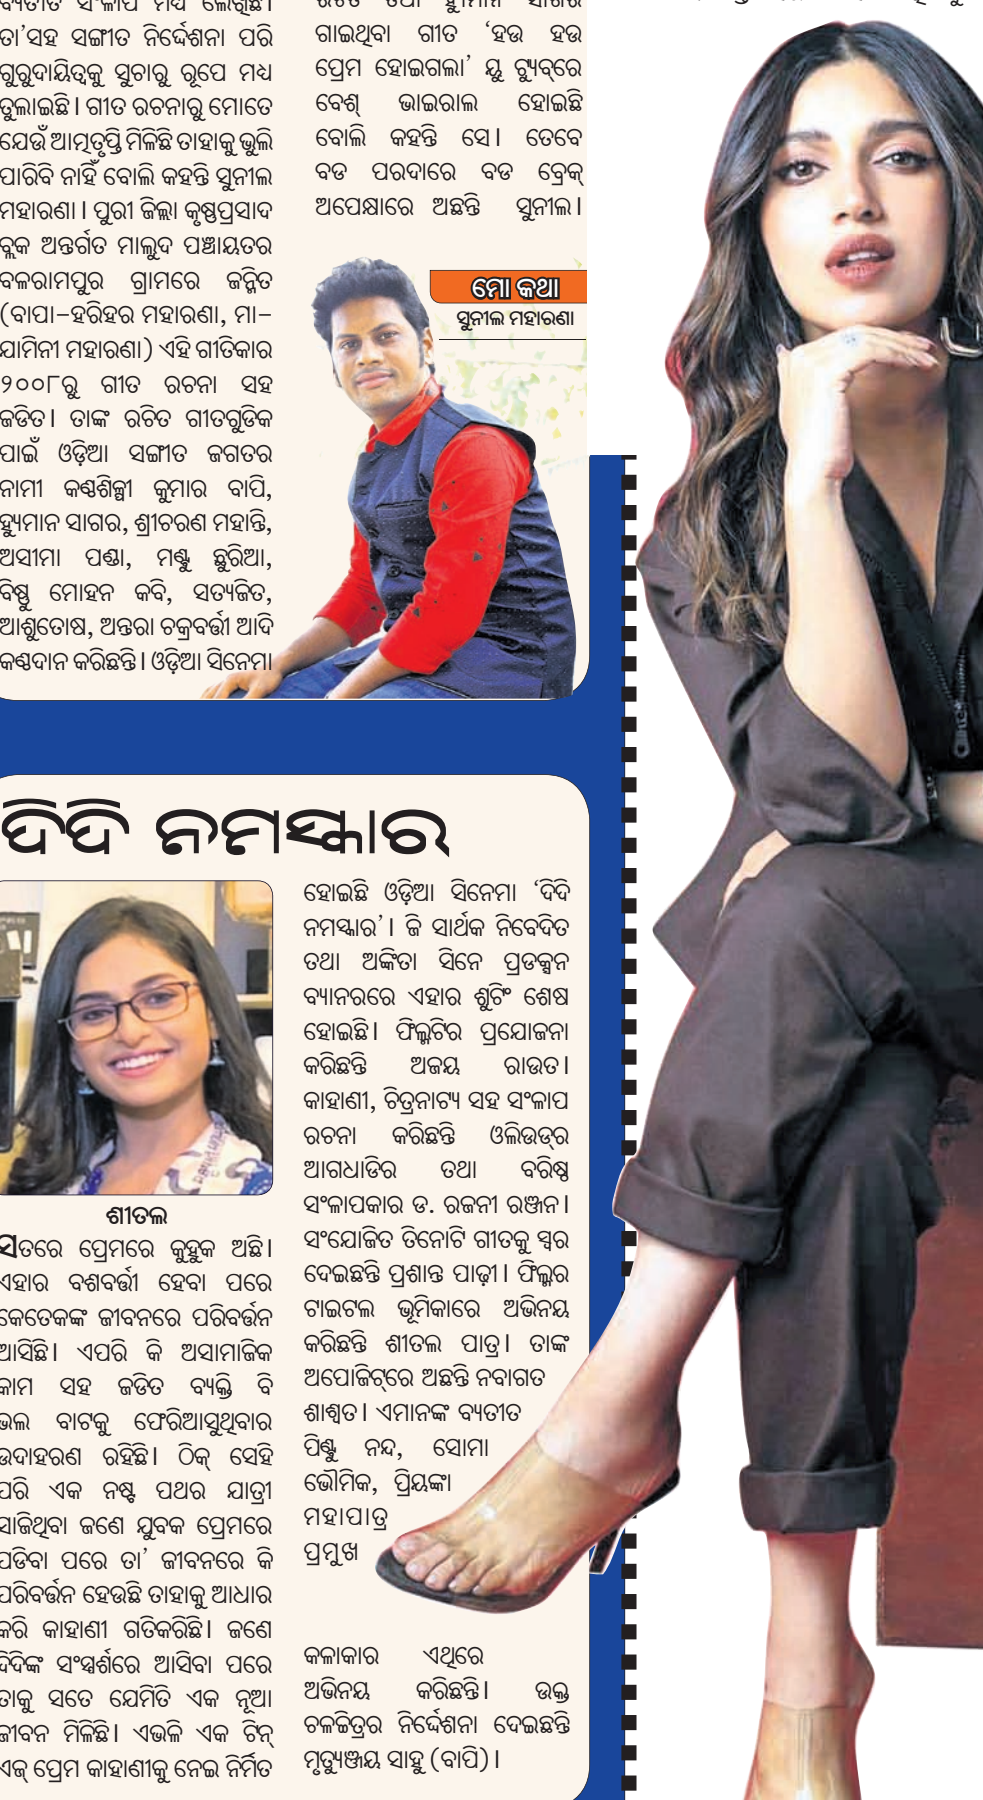 ତା'ସହ ସଙ୍ଗୀତ ନିର୍ଦ୍ଦେଶନା ପରି
ଗୁରୁଦାୟିତ୍ୱକୁ ସୁଚାରୁ ରୂପେ ମଧ୍ୟ
ତୁଲାଇଛି । ଗୀତ ରଚନାରୁ ମୋତେ
ଯେଉଁ ଆତ୍ମତୃପ୍ତି ମିଳିଛି ତାହାକୁ ଭୁଲି
ପାରିବି ନାହିଁ ବୋଲି କହନ୍ତି ସୁନୀଲ
ମହାରଣା । ପୁରୀ ଜିଲ୍ଲା କୃଷ୍ଣପ୍ରସାଦ
ବ୍ଲକ ଅନ୍ତର୍ଗତ ମାଲୁଦ ପଞ୍ଚାୟତର
ବଳରାମପୁର ଗ୍ରାମରେ ଜନ୍ମିତ
(ବାପା–ହରିହର ମହାରଣା, ମା–
ଯାମିନୀ ମହାରଣା) ଏହି ଗୀତିକାର
୨୦୦୮ରୁ ଗୀତ ରଚନା ସହ
ଜଡିତ । ତାଙ୍କ ରଚିତ ଗୀତଗୁଡିକ
ପାଇଁ ଓଡ଼ିଆ ସଙ୍ଗୀତ ଜଗତର
ନାମୀ କଣ୍ଠଶିଳ୍ପୀ କୁମାର ବାପି,
ହ୍ୟୁମାନ ସାଗର, ଶ୍ରୀଚରଣ ମହାନ୍ତି,
ଅସୀମା ପଣ୍ଡା, ମଣ୍ଟୁ ଛୁରିଆ,
ବିଷ୍ଣୁ ମୋହନ କବି, ସତ୍ୟଜିତ,
ଆଶୁତୋଷ, ଅନ୍ତରା ଚକ୍ରବର୍ତ୍ତୀ ଆଦି
କଣ୍ଠଦାନ କରିଛନ୍ତି । ଓଡ଼ିଆ ସିନେମା
ଗାଇଥିବା ଗୀତ 'ହଉ ହଉ
ପ୍ରେମ ହୋଇଗଲା' ୟୁ ଟ୍ୟୁବ୍‌ରେ
ବେଶ୍ ଭାଇରାଲ ହୋଇଛି
ବୋଲି କହନ୍ତି ସେ । ତେବେ
ବଡ ପରଦାରେ ବଡ ବ୍ରେକ୍
ଅପେକ୍ଷାରେ ଅଛନ୍ତି ସୁନୀଲ ।
ମୋ କଥା
ସୁନୀଲ ମହାରଣା
ଦିଦି ନମସ୍କାର
ଶୀତଲ
ସତରେ ପ୍ରେମରେ କୁହୁକ ଅଛି ।
ଏହାର ବଶବର୍ତ୍ତୀ ହେବା ପରେ
କେତେକଙ୍କ ଜୀବନରେ ପରିବର୍ତ୍ତନ
ଆସିଛି । ଏପରି କି ଅସାମାଜିକ
କାମ ସହ ଜଡିତ ବ୍ୟକ୍ତି ବି
ଭଲ ବାଟକୁ ଫେରିଆସୁଥିବାର
ଉଦାହରଣ ରହିଛି । ଠିକ୍ ସେହି
ପରି ଏକ ନଷ୍ଟ ପଥର ଯାତ୍ରୀ
ସାଜିଥିବା ଜଣେ ଯୁବକ ପ୍ରେମରେ
ପଡିବା ପରେ ତା' ଜୀବନରେ କି
ପରିବର୍ତ୍ତନ ହେଉଛି ତାହାକୁ ଆଧାର
କରି କାହାଣୀ ଗତିକରିଛି । ଜଣେ
ଦିଦିଙ୍କ ସଂସ୍ପର୍ଶରେ ଆସିବା ପରେ
ତାକୁ ସତେ ଯେମିତି ଏକ ନୂଆ
ଜୀବନ ମିଳିଛି । ଏଭଳି ଏକ ଟିନ୍
ଏଜ୍ ପ୍ରେମ କାହାଣୀକୁ ନେଇ ନିର୍ମିତ
ହୋଇଛି ଓଡ଼ିଆ ସିନେମା 'ଦିଦି
ନମସ୍କାର' । ଜି ସାର୍ଥକ ନିବେଦିତ
ତଥା ଅଙ୍କିତା ସିନେ ପ୍ରଡକ୍ସନ
ବ୍ୟାନରରେ ଏହାର ଶୁଟିଂ ଶେଷ
ହୋଇଛି । ଫିଲ୍ମଟିର ପ୍ରଯୋଜନା
କରିଛନ୍ତି ଅଜୟ ରାଉତ ।
କାହାଣୀ, ଚିତ୍ରନାଟ୍ୟ ସହ ସଂଳାପ
ରଚନା କରିଛନ୍ତି ଓଲିଉଡ୍‌ର
ଆଗଧାଡିର ତଥା ବରିଷ୍ଠ
ସଂଳାପକାର ଡ. ରଜନୀ ରଞ୍ଜନ ।
ସଂଯୋଜିତ ତିନୋଟି ଗୀତକୁ ସ୍ୱର
ଦେଇଛନ୍ତି ପ୍ରଶାନ୍ତ ପାଢ଼ୀ । ଫିଲ୍ମର
ଟାଇଟଲ ଭୂମିକାରେ ଅଭିନୟ
କରିଛନ୍ତି ଶୀତଲ ପାତ୍ର । ତାଙ୍କ
ଅପୋଜିଟ୍‌ରେ ଅଛନ୍ତି ନବାଗତ
ଶାଶ୍ୱତ । ଏମାନଙ୍କ ବ୍ୟତୀତ
ପିଣ୍ଟୁ ନନ୍ଦ, ସୋମା
ଭୌମିକ, ପ୍ରିୟଙ୍କା
ମହାପାତ୍ର
ପ୍ରମୁଖ
କଳାକାର ଏଥିରେ
ଅଭିନୟ କରିଛନ୍ତି । ଉକ୍ତ
ଚଳଚ୍ଚିତ୍ରର ନିର୍ଦ୍ଦେଶନା ଦେଇଛନ୍ତି
ମୃତ୍ୟୁଞ୍ଜୟ ସାହୁ (ବାପି) ।